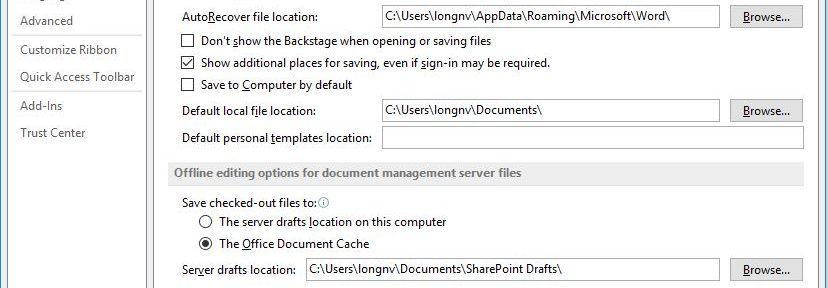 AutoRecover file location: C:\Users\longnv\AppData\Roaming\Microsoft\Word\ Browse...
Advanced
Don't show the Backstage when opening or saving files
Customize Ribbon
Show additional places for saving, even if sign-in may be required.
Quick Access Toolbar
Save to Computer by default
Add-Ins
Default local file location: C:\Users\longnv\Documents\ Browse...
Trust Center
Default personal templates location:
Offline editing options for document management server files
Save checked-out files to:
The server drafts location on this computer
The Office Document Cache
Server drafts location: C:\Users\longnv\Documents\SharePoint Drafts\ Browse...